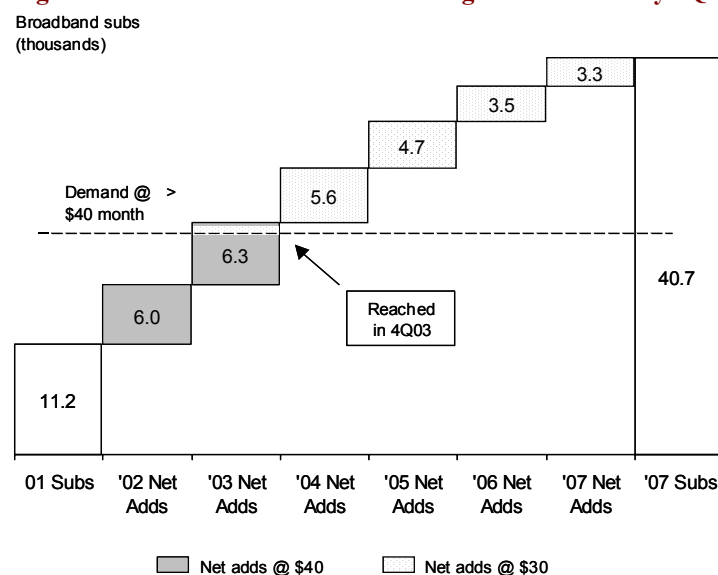 Broadband subs
(thousands)
3.3
3.5
4.7
5.6
Demand @ >
$40 month
6.3
40.7
Reached
in 4Q03
6.0
11.2
01 Subs
'02 Net
Adds
'03 Net
Adds
'04 Net
Adds
'05 Net
Adds
'06 Net
Adds
'07 Net
Adds
'07 Subs
Net adds @ $40
Net adds @ $30